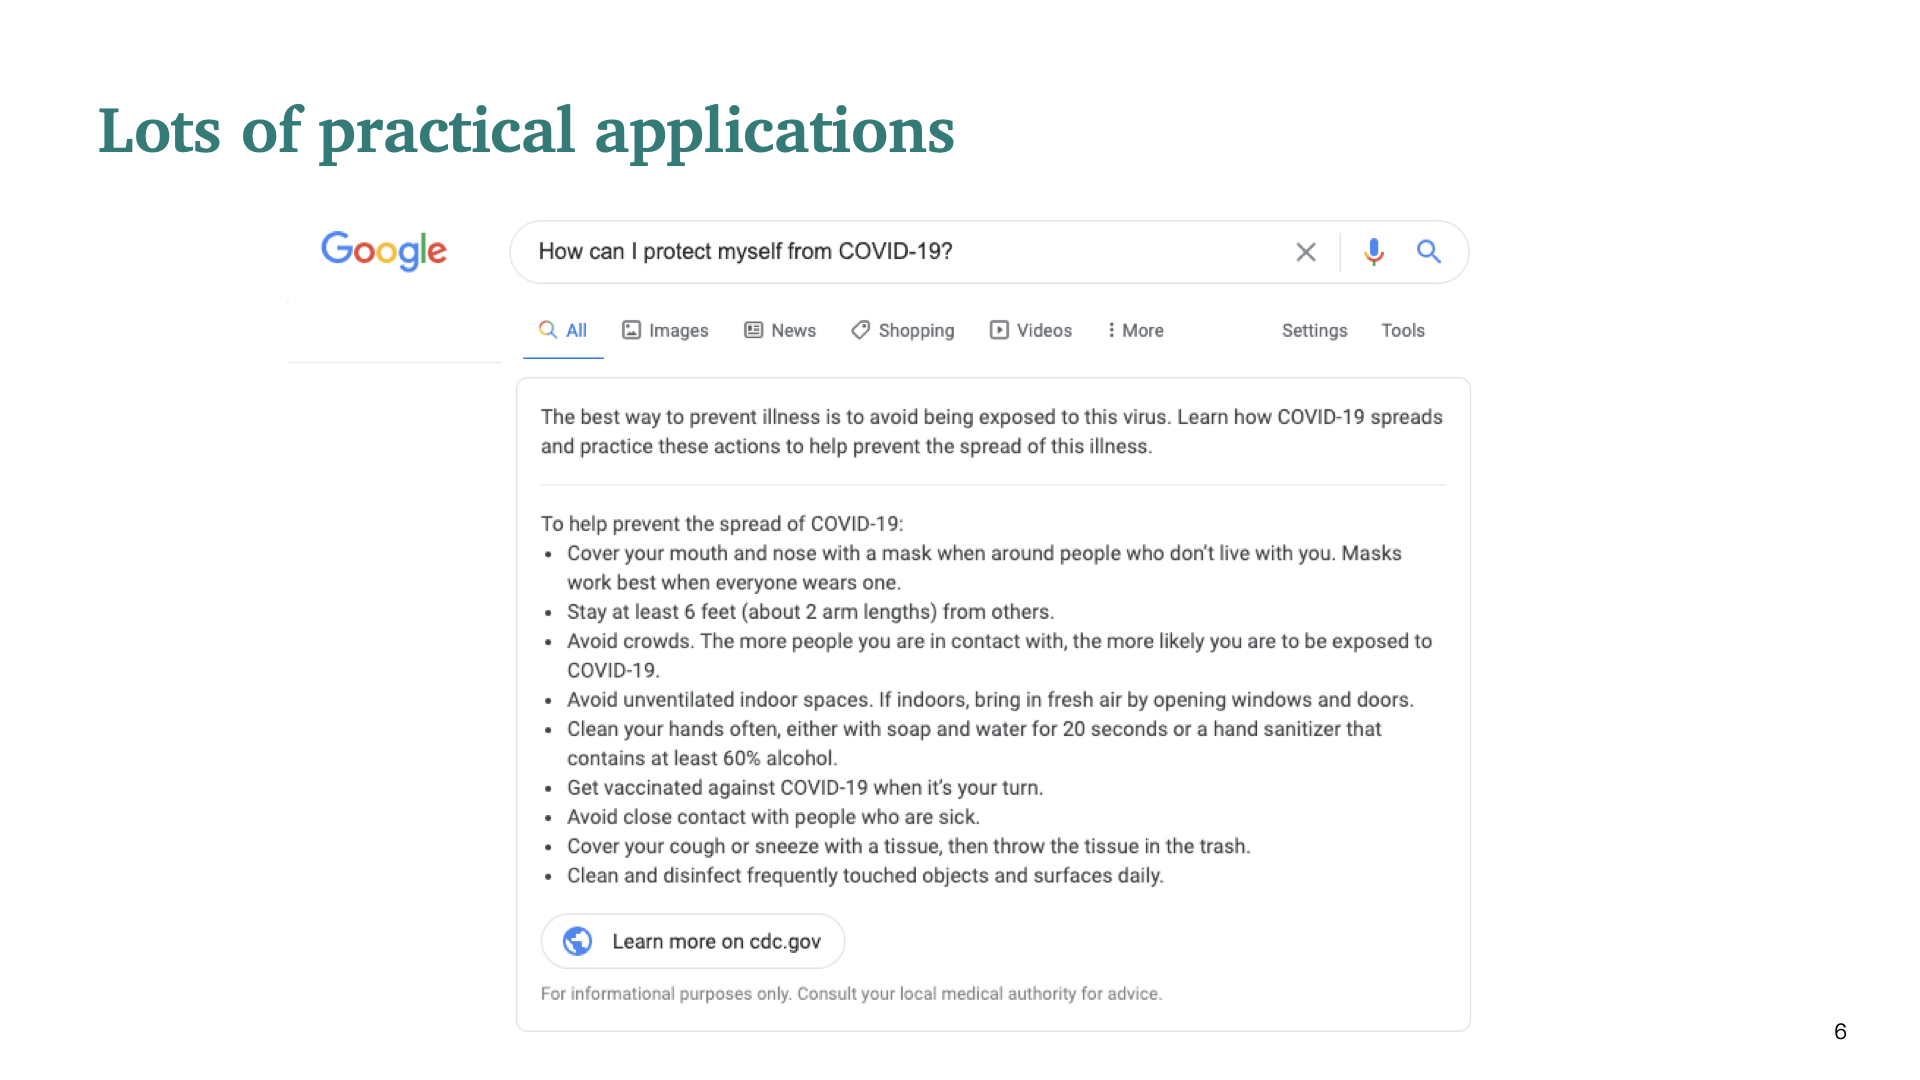 Lots of practical applications
Google
How can I protect myself from COVID-19?
All Images News Shopping Videos More Settings Tools
The best way to prevent illness is to avoid being exposed to this virus. Learn how COVID-19 spreads
and practice these actions to help prevent the spread of this illness.
To help prevent the spread of COVID-19:
• Cover your mouth and nose with a mask when around people who don't live with you. Masks
work best when everyone wears one.
• Stay at least 6 feet (about 2 arm lengths) from others.
• Avoid crowds. The more people you are in contact with, the more likely you are to be exposed to
COVID-19.
• Avoid unventilated indoor spaces. If indoors, bring in fresh air by opening windows and doors.
• Clean your hands often, either with soap and water for 20 seconds or a hand sanitizer that
contains at least 60% alcohol.
• Get vaccinated against COVID-19 when it's your turn.
• Avoid close contact with people who are sick.
• Cover your cough or sneeze with a tissue, then throw the tissue in the trash.
• Clean and disinfect frequently touched objects and surfaces daily.
Learn more on cdc.gov
For informational purposes only. Consult your local medical authority for advice.
6